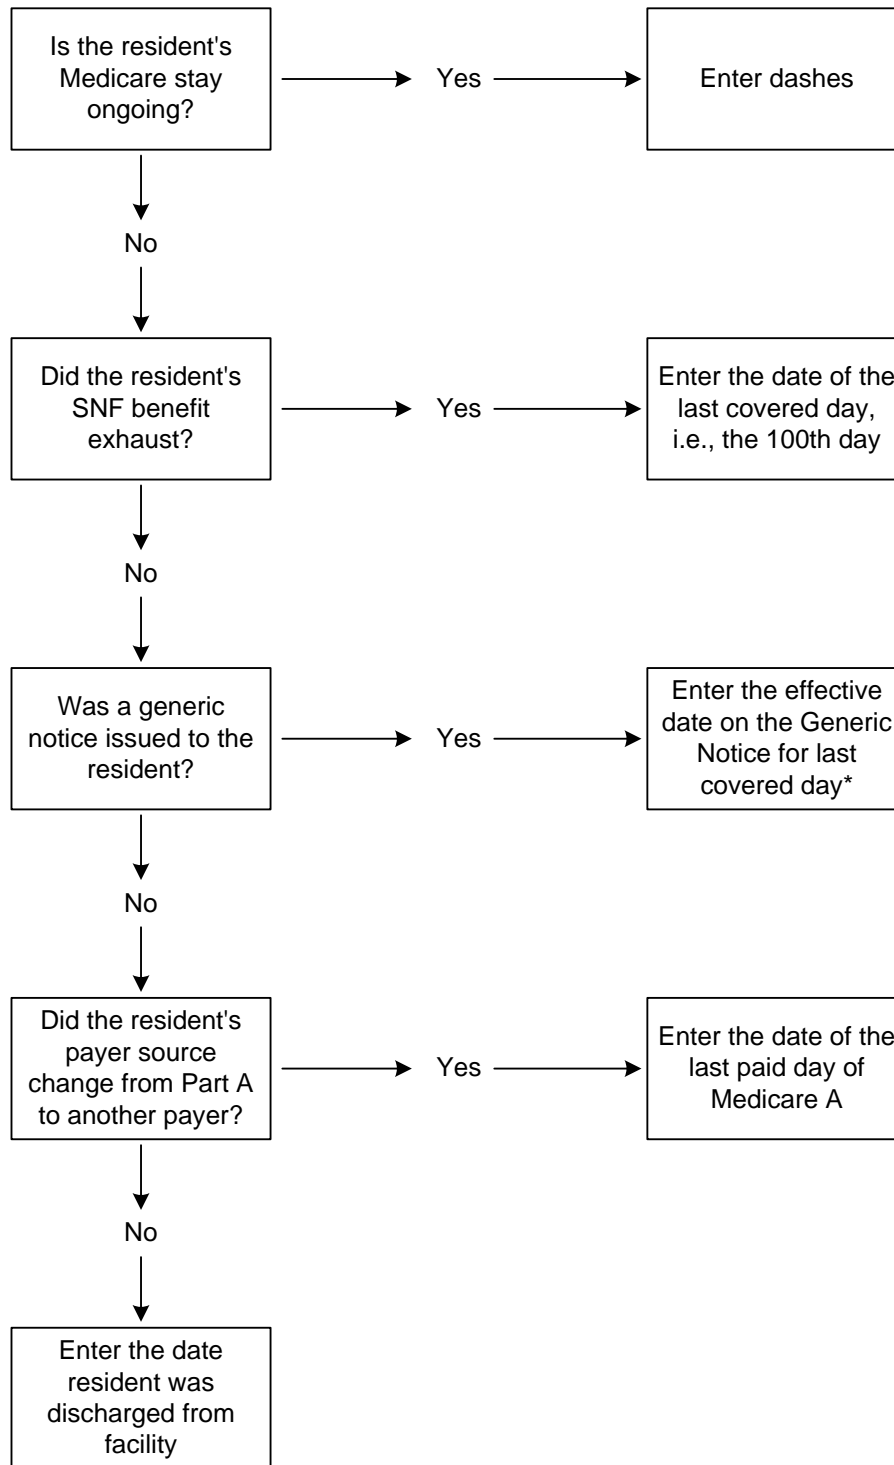 Is the resident's
Medicare stay
ongoing?
Yes
Enter dashes
No
Did the resident's
SNF benefit
exhaust?
Yes
Enter the date of the
last covered day,
i.e., the 100th day
No
Was a generic
notice issued to the
resident?
Yes
Enter the effective
date on the Generic
Notice for last
covered day*
No
Did the resident's
payer source
change from Part A
to another payer?
Yes
Enter the date of the
last paid day of
Medicare A
No
Enter the date
resident was
discharged from
facility